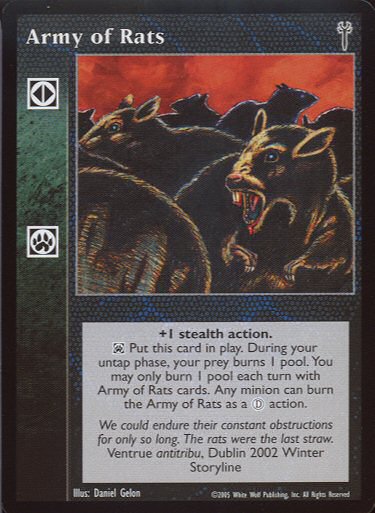 Army of Rats
+1 stealth action.
Put this card in play. During your
untap phase, your prey burns 1 pool. You
may only burn 1 pool each turn with
Army of Rats cards. Any minion can burn
the Army of Rats as a D action.
We could endure their constant obstructions
for only so long. The rats were the last straw.
Ventrue antitribu, Dublin 2002 Winter
Storyline
Illus: Daniel Gelon
©2005 White Wolf Publishing, Inc. All Rights Reserved